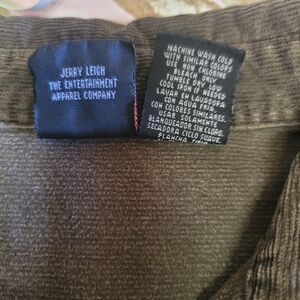 JERRY LEIGH
THE ENTERTAINMENT
APPAREL COMPANY
MACHINE WASH COLD
WITH SIMILAR COLORS
USE NON CHLORINE
BLEACH ONLY
TUMBLE DRY LOW
COOL IRON IF NEEDED
LAVAR EN LAVADORA
CON AGUA FRIA
CON COLORES SIMILARES.
USAR SOLAMENTE
BLANQUEADOR SIN CLORO.
SECADORA CICLO SUAVE.
PLANCHA